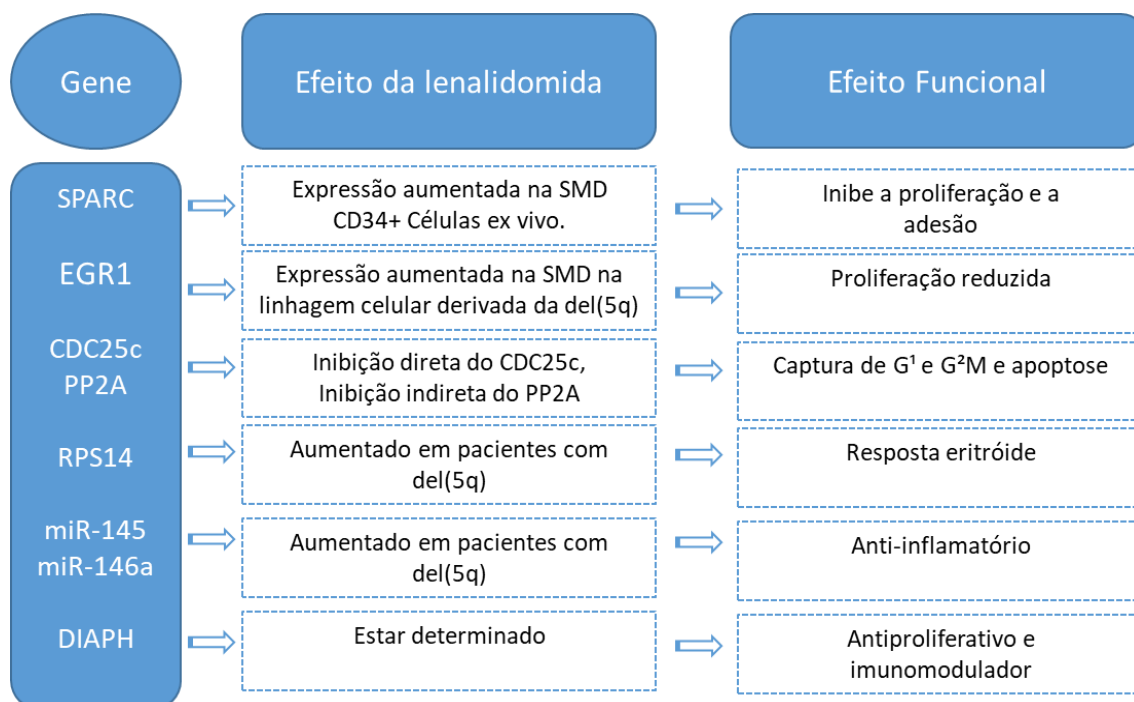 Gene
Efeito da lenalidomida
Efeito Funcional
SPARC
Expressão aumentada na SMD
CD34+ Células ex vivo.
Inibe a proliferação e a
adesão
EGR1
Expressão aumentada na SMD na
linhagem celular derivada da del(5q)
Proliferação reduzida
CDC25c
PP2A
Inibição direta do CDC25c,
Inibição indireta do PP2A
Captura de G¹ e G²M e apoptose
RPS14
Aumentado em pacientes com
del(5q)
Resposta eritróide
miR-145
miR-146a
Aumentado em pacientes com
del(5q)
Anti-inflamatório
DIAPH
Estar determinado
Antiproliferativo e
imunomodulador